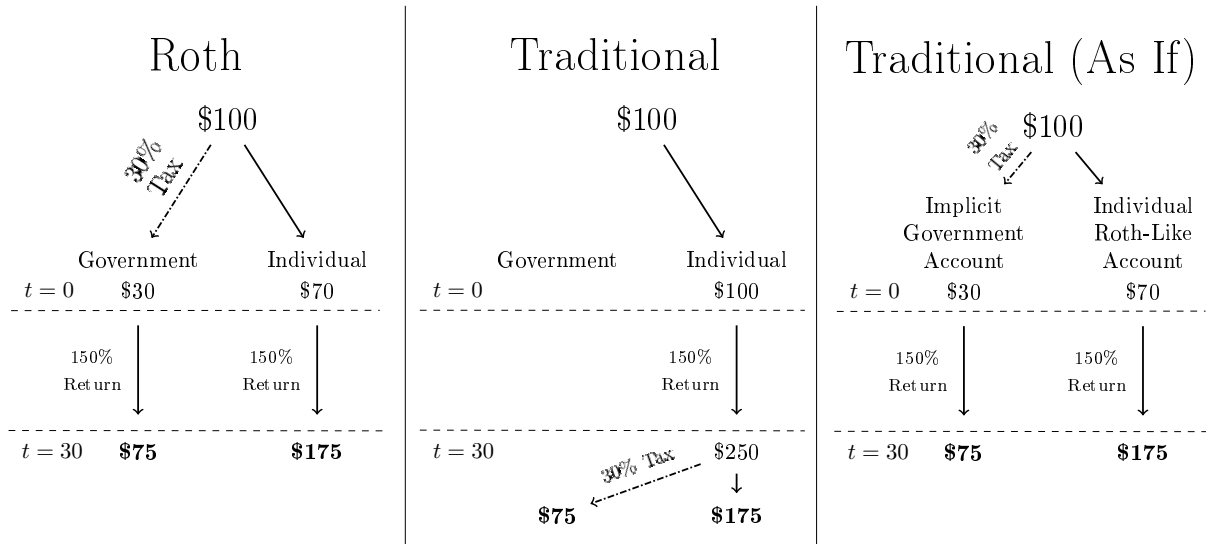 Roth
$100
30%
Tax
Government
Individual
t = 0
$30
$70
150%
Return
150%
Return
t = 30
$75
$175
Traditional
$100
Government
Individual
t = 0
$100
150%
Return
t = 30
$250
30% Tax
$75
$175
Traditional (As If)
$100
30%
Tax
Implicit
Government
Account
Individual
Roth-Like
Account
t = 0
$30
$70
150%
Return
150%
Return
t = 30
$75
$175